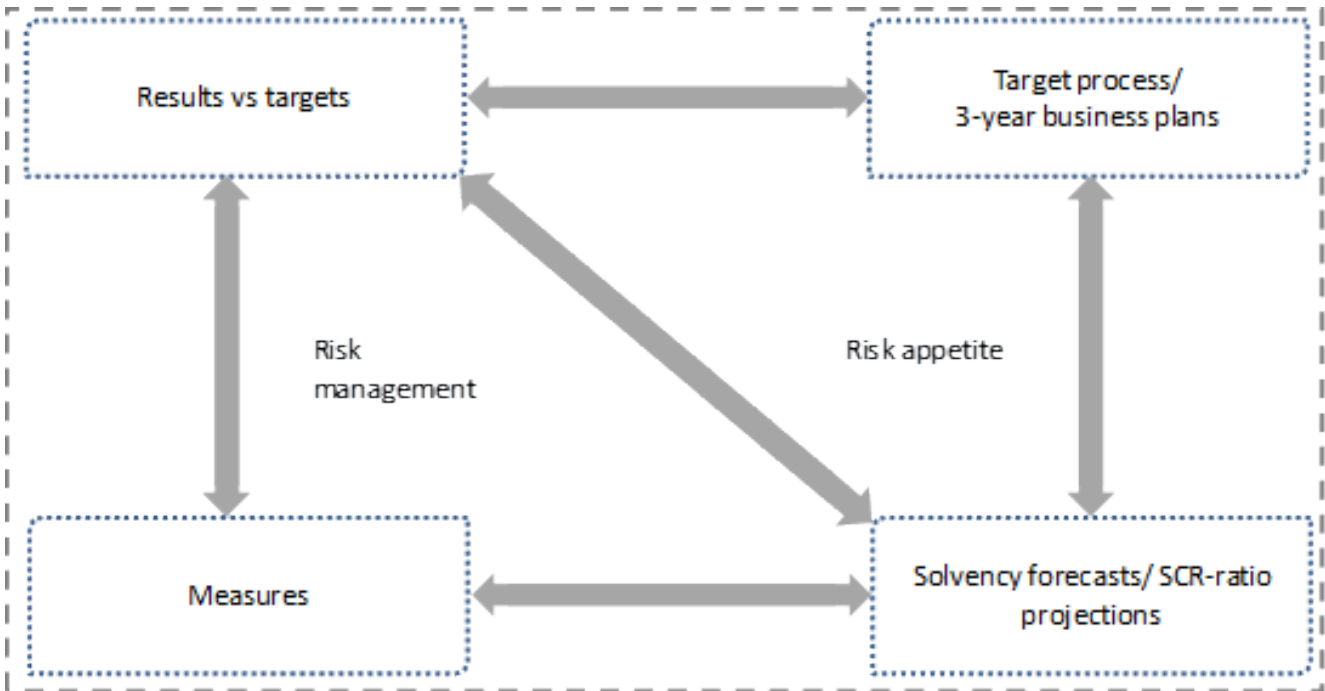 Results vs targets
Target process/
3-year business plans
Risk
management
Risk appetite
Measures
Solvency forecasts/ SCR-ratio
projections